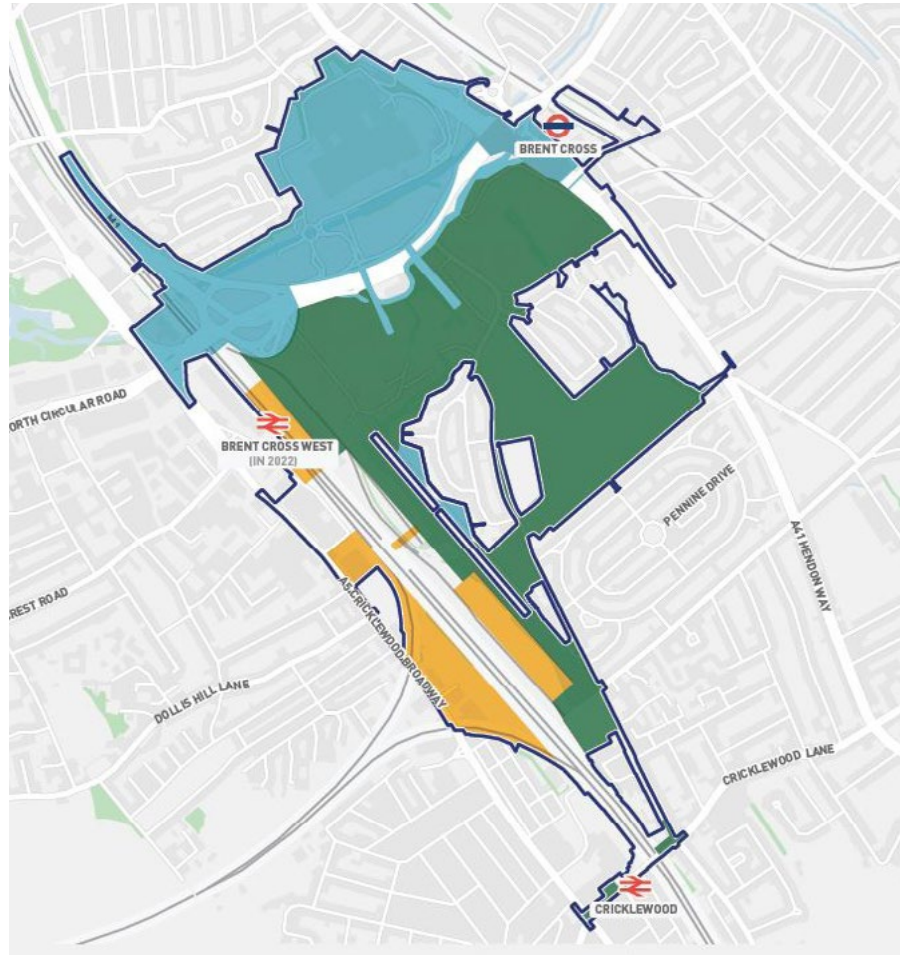 BRENT CROSS
M1
ORTH CIRCULAR ROAD
BRENT CROSS WEST
(IN 2022)
PENNINE DRIVE
A41 HENDON WAY
REST ROAD
A5 CRICKLEWOOD BROADWAY
DOLLIS HILL LANE
CRICKLEWOOD LANE
CRICKLEWOOD